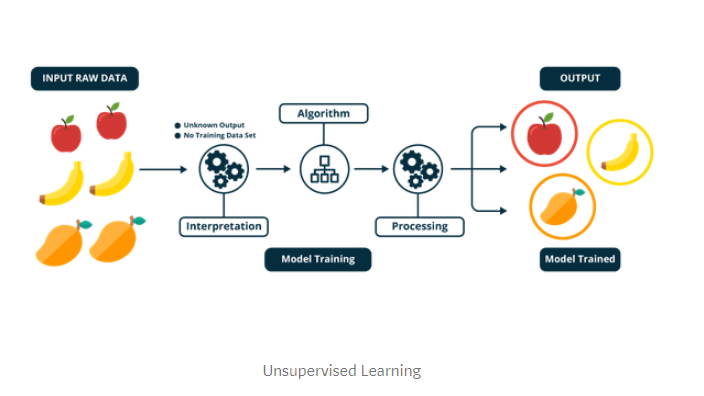 INPUT RAW DATA
OUTPUT
Unknown Output
No Training Data Set
Algorithm
Interpretation
Processing
Model Training
Model Trained
Unsupervised Learning